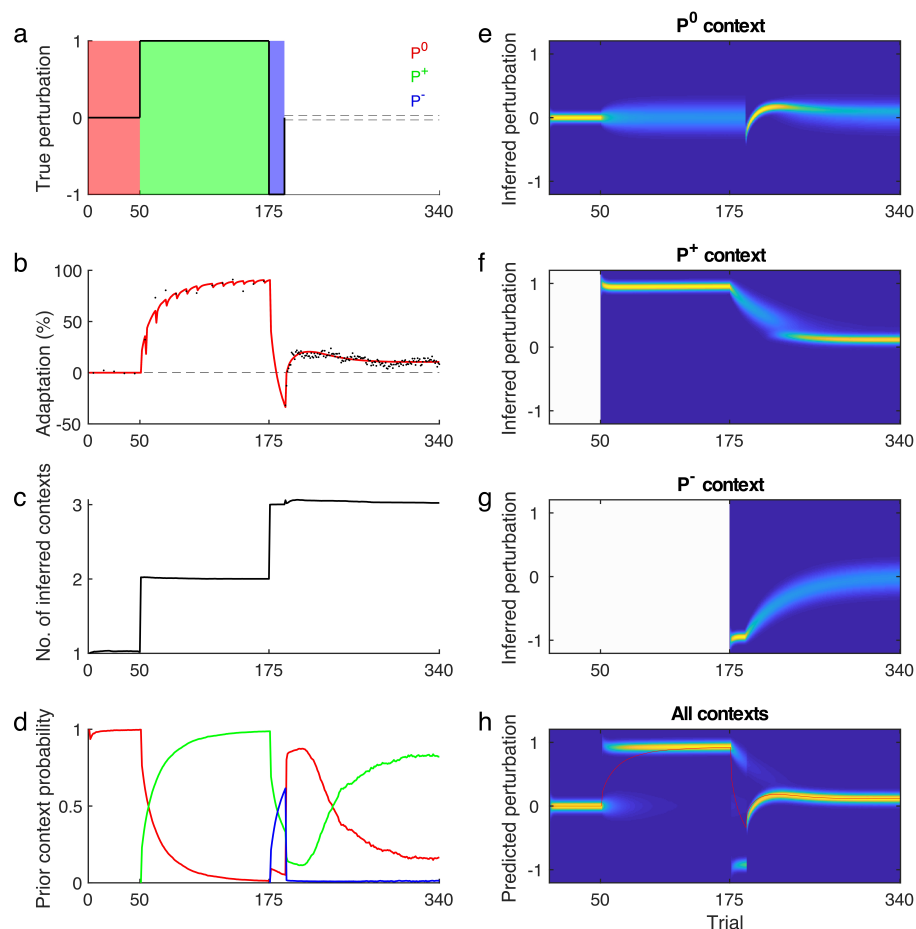 a
True perturbation
1
0
-1
0 50 175 340
P⁰
P⁺
P⁻
b
Adaptation (%)
100
50
0
-50
0 50 175 340
c
No. of inferred contexts
3
2
1
0 50 175 340
d
Prior context probability
1
0.5
0
0 50 175 340
e
P⁰ context
Inferred perturbation
1
0
-1
50 175 340
f
P⁺ context
Inferred perturbation
1
0
-1
50 175 340
g
P⁻ context
Inferred perturbation
1
0
-1
50 175 340
h
All contexts
Predicted perturbation
1
0
-1
50 175 340
Trial